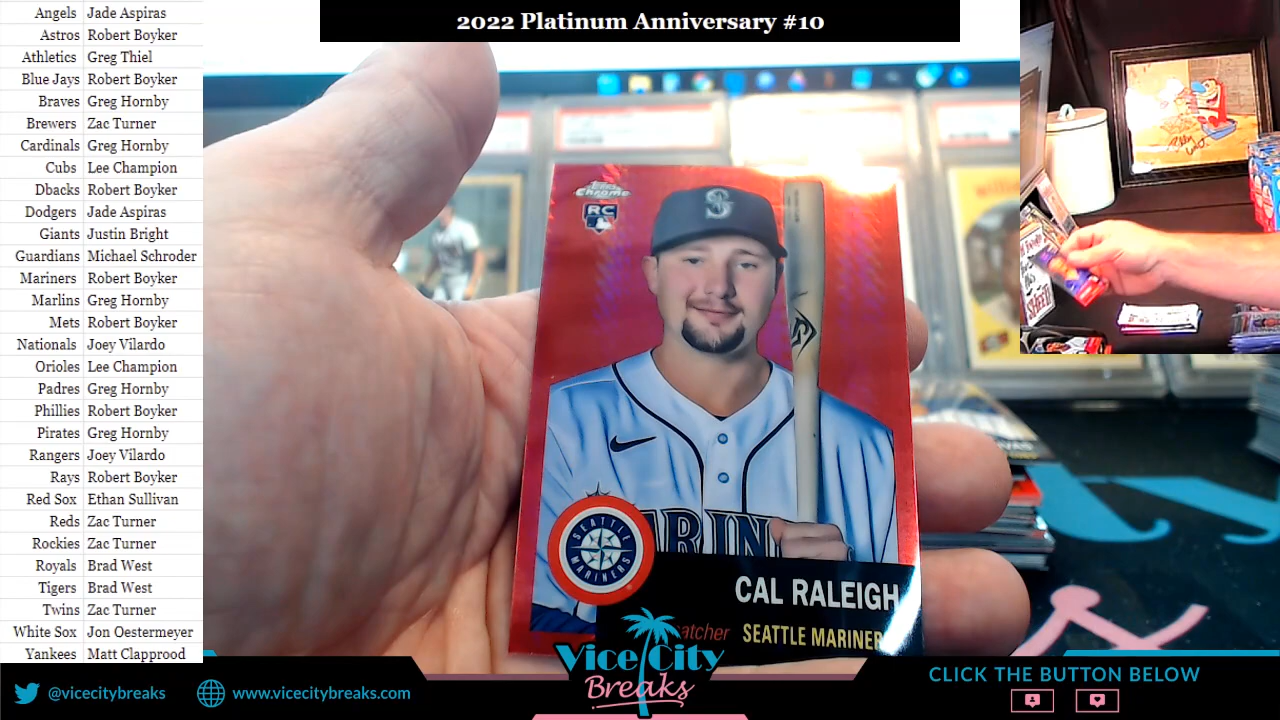 2022 Platinum Anniversary #10
Angels Jade Aspiras
Astros Robert Boyker
Athletics Greg Thiel
Blue Jays Robert Boyker
Braves Greg Hornby
Brewers Zac Turner
Cardinals Greg Hornby
Cubs Lee Champion
Dbacks Robert Boyker
Dodgers Jade Aspiras
Giants Justin Bright
Guardians Michael Schroder
Mariners Robert Boyker
Marlins Greg Hornby
Mets Robert Boyker
Nationals Joey Vilardo
Orioles Lee Champion
Padres Greg Hornby
Phillies Robert Boyker
Pirates Greg Hornby
Rangers Joey Vilardo
Rays Robert Boyker
Red Sox Ethan Sullivan
Reds Zac Turner
Rockies Zac Turner
Royals Brad West
Tigers Brad West
Twins Zac Turner
White Sox Jon Oestermeyer
Yankees Matt Clapprood
Topps
Chrome
RC
S
SEATTLE
MARINERS
CAL RALEIGH
SEATTLE MARINER
Vice City
Breaks
@vicecitybreaks
www.vicecitybreaks.com
CLICK THE BUTTON BELOW